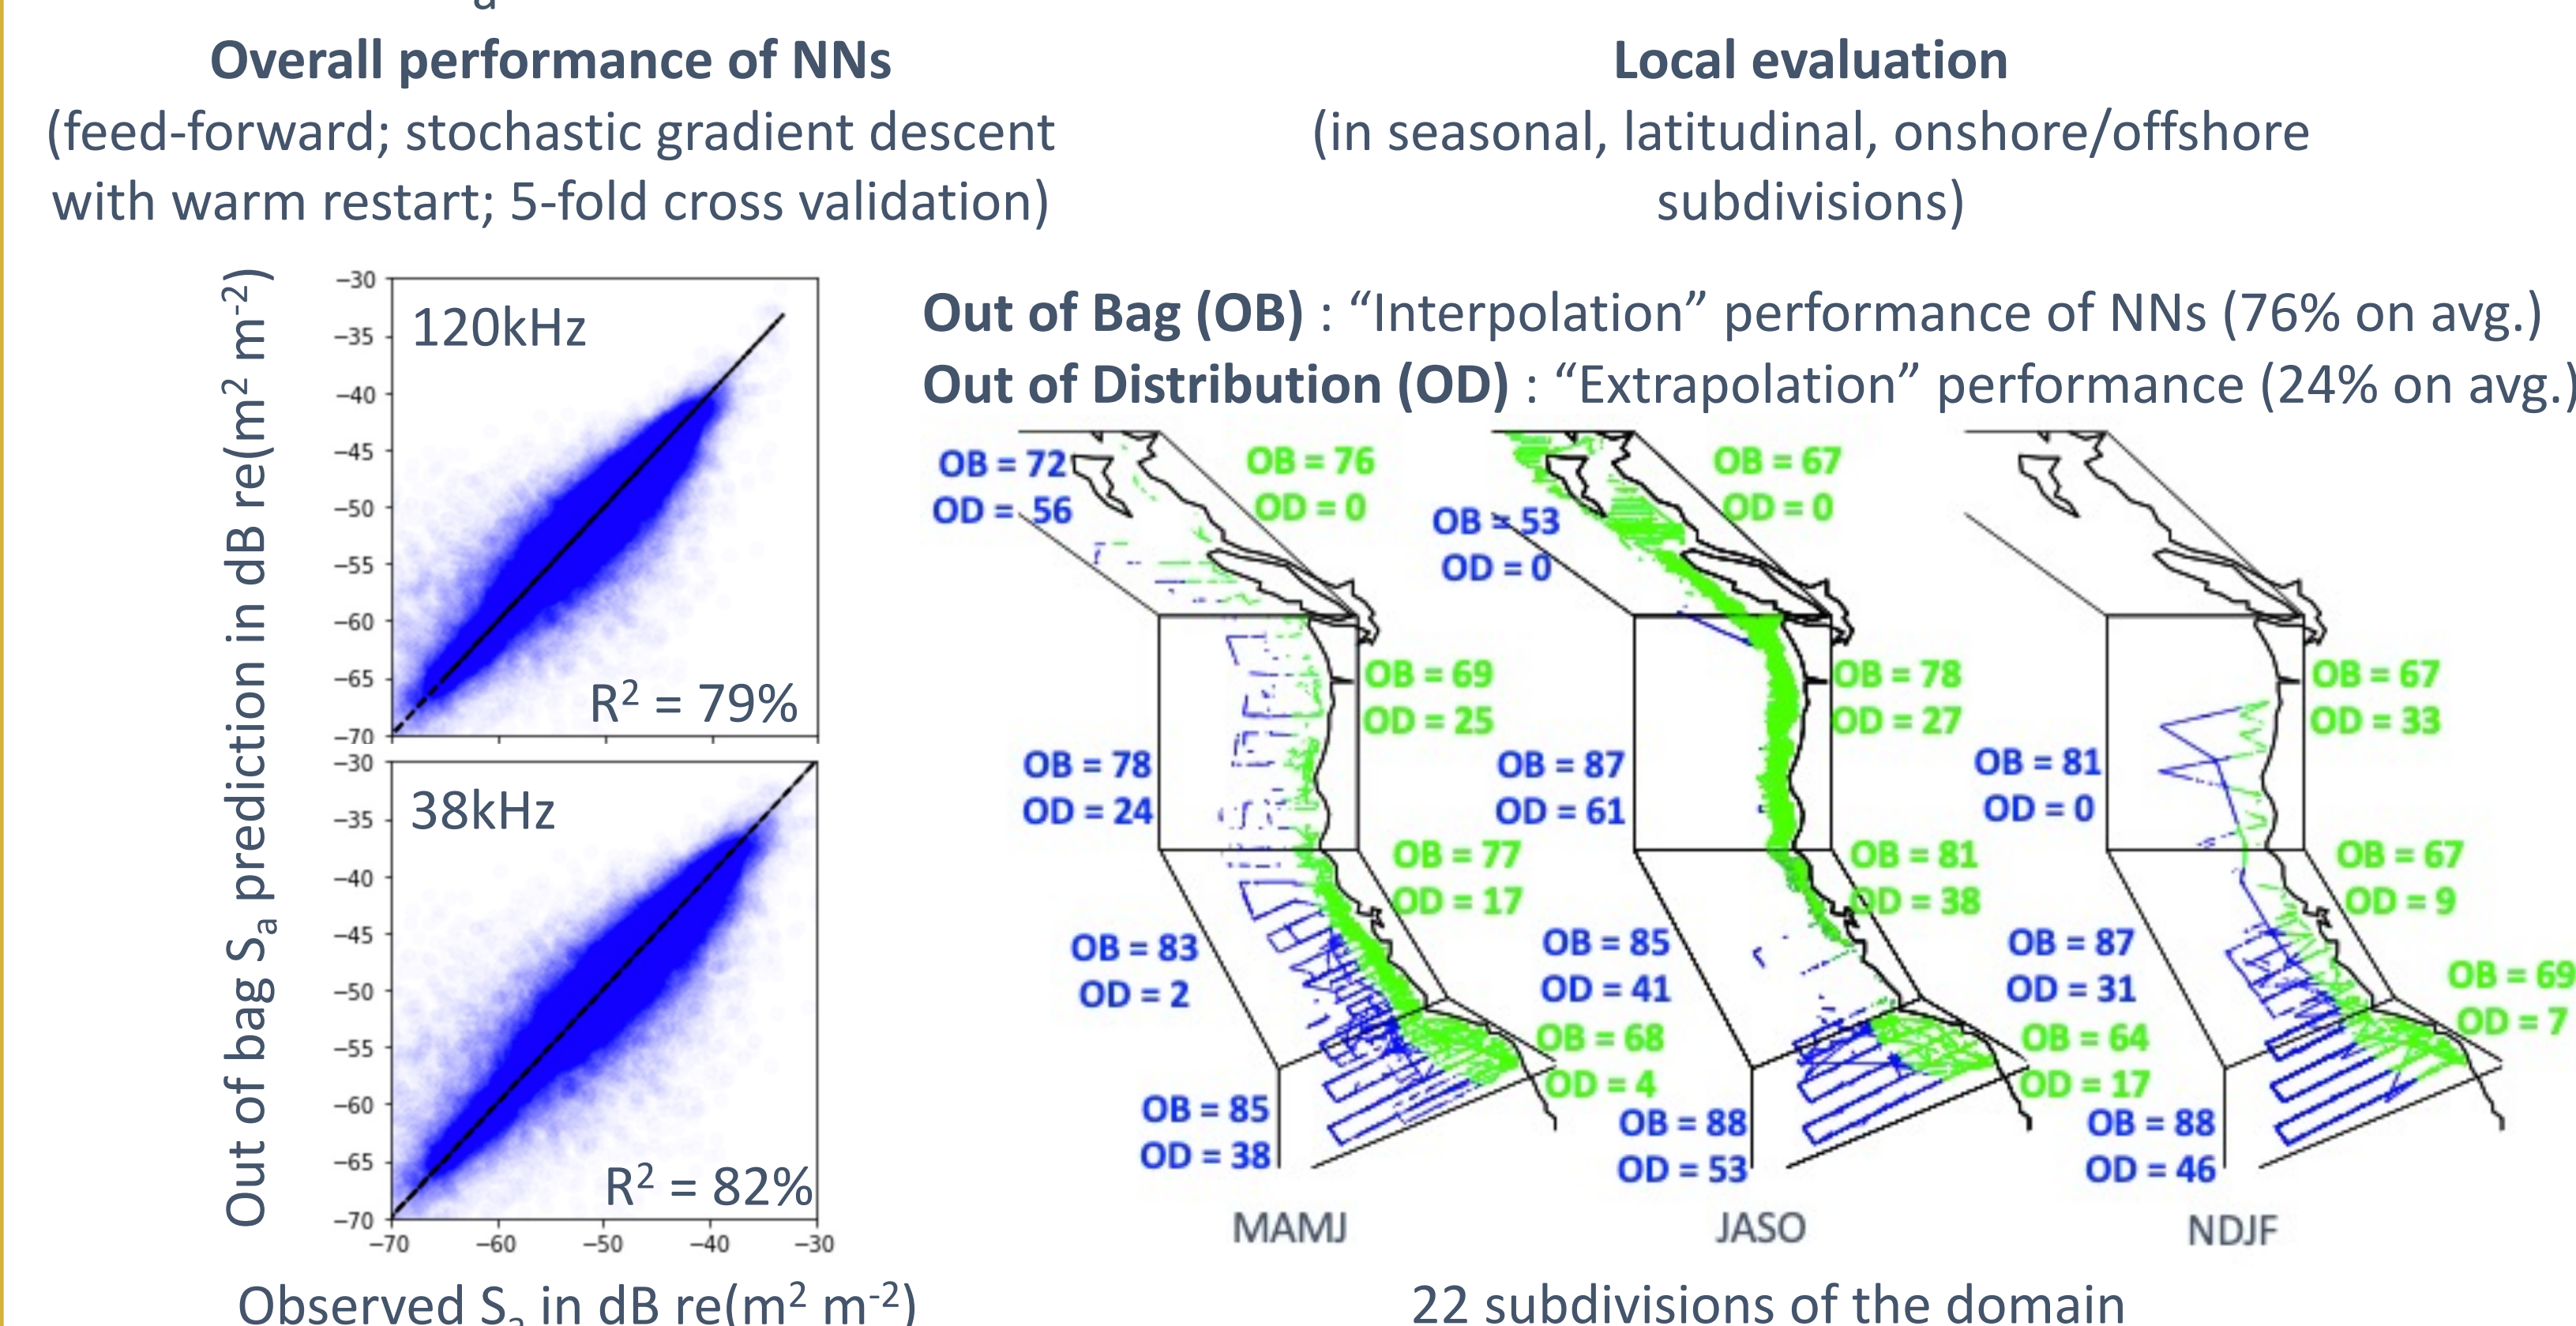 a
Overall performance of NNs
(feed-forward; stochastic gradient descent
with warm restart; 5-fold cross validation)
Out of bag Sa prediction in dB re(m2 m-2)
−30
−35
−40
−45
−50
−55
−60
−65
−70
120kHz
R2 = 79%
−30
−35
−40
−45
−50
−55
−60
−65
−70
38kHz
R2 = 82%
−70 −60 −50 −40 −30
Observed Sa in dB re(m2 m-2)
Local evaluation
(in seasonal, latitudinal, onshore/offshore
subdivisions)
Out of Bag (OB) : “Interpolation” performance of NNs (76% on avg.)
Out of Distribution (OD) : “Extrapolation” performance (24% on avg.)
OB = 72
OD = 56
OB = 76
OD = 0
OB = 69
OD = 25
OB = 78
OD = 24
OB = 77
OD = 17
OB = 83
OD = 2
OB = 68
OD = 4
OB = 85
OD = 38
MAMJ
OB = 67
OD = 0
OB = 53
OD = 0
OB = 78
OD = 27
OB = 87
OD = 61
OB = 81
OD = 38
OB = 85
OD = 41
OB = 64
OD = 17
OB = 88
OD = 53
JASO
OB = 67
OD = 33
OB = 81
OD = 0
OB = 67
OD = 9
OB = 87
OD = 31
OB = 69
OD = 7
OB = 88
OD = 46
NDJF
22 subdivisions of the domain